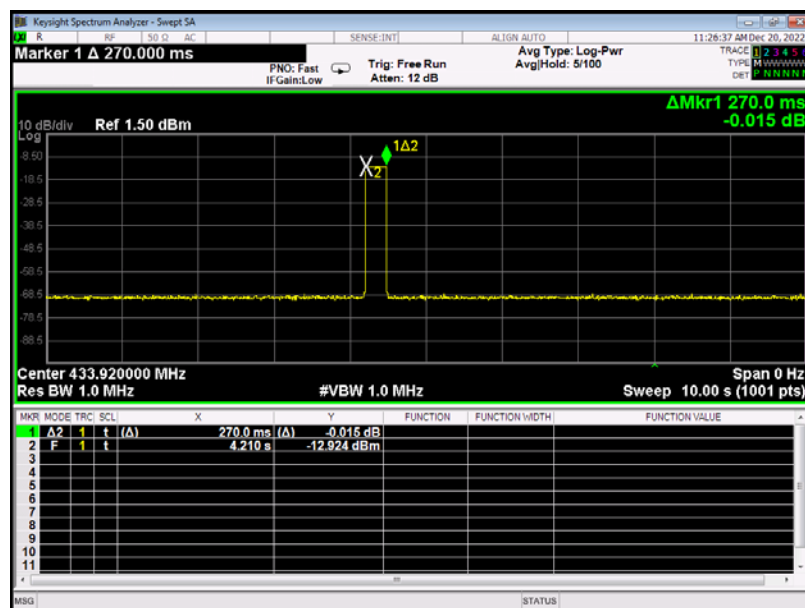 Keysight Spectrum Analyzer - Swept SA
R RF 50 Ω AC SENSE:INT ALIGN AUTO 11:26:37 AM Dec 20, 2022
Marker 1 Δ 270.000 ms
PNO: Fast
IFGain:Low
Trig: Free Run
Atten: 12 dB
Avg Type: Log-Pwr
Avg|Hold: 5/100
TRACE 1 2 3 4 5
TYPE M
DET P N N N N
ΔMkr1 270.0 ms
-0.015 dB
10 dB/div Ref 1.50 dBm
Log
-8.50
-18.5
-28.5
-38.5
-48.5
-58.5
-68.5
-78.5
-88.5
1Δ2
X2
Center 433.920000 MHz Span 0 Hz
Res BW 1.0 MHz #VBW 1.0 MHz Sweep 10.00 s (1001 pts)
MKR MODE TRC SCL X Y FUNCTION FUNCTION WIDTH FUNCTION VALUE
1 Δ2 1 t (Δ) 270.0 ms (Δ) -0.015 dB
2 F 1 t 4.210 s -12.924 dBm
3
4
5
6
7
8
9
10
11
MSG STATUS